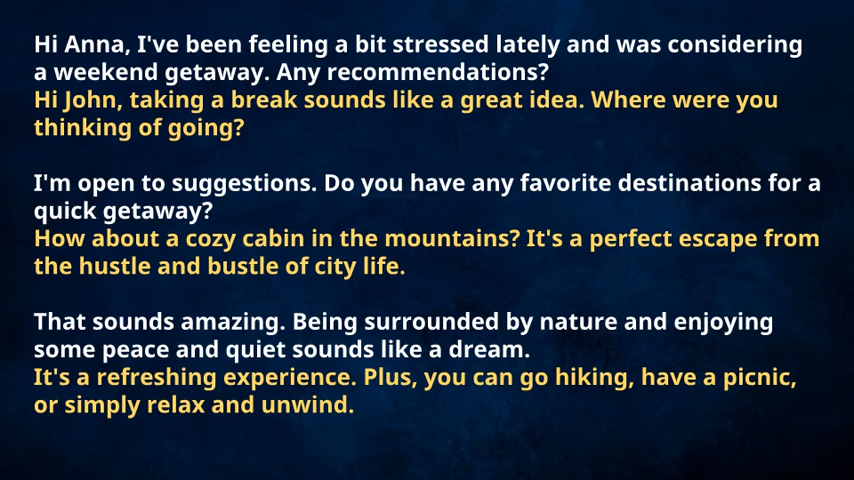 Hi Anna, I've been feeling a bit stressed lately and was considering
a weekend getaway. Any recommendations?
Hi John, taking a break sounds like a great idea. Where were you
thinking of going?
I'm open to suggestions. Do you have any favorite destinations for a
quick getaway?
How about a cozy cabin in the mountains? It's a perfect escape from
the hustle and bustle of city life.
That sounds amazing. Being surrounded by nature and enjoying
some peace and quiet sounds like a dream.
It's a refreshing experience. Plus, you can go hiking, have a picnic,
or simply relax and unwind.